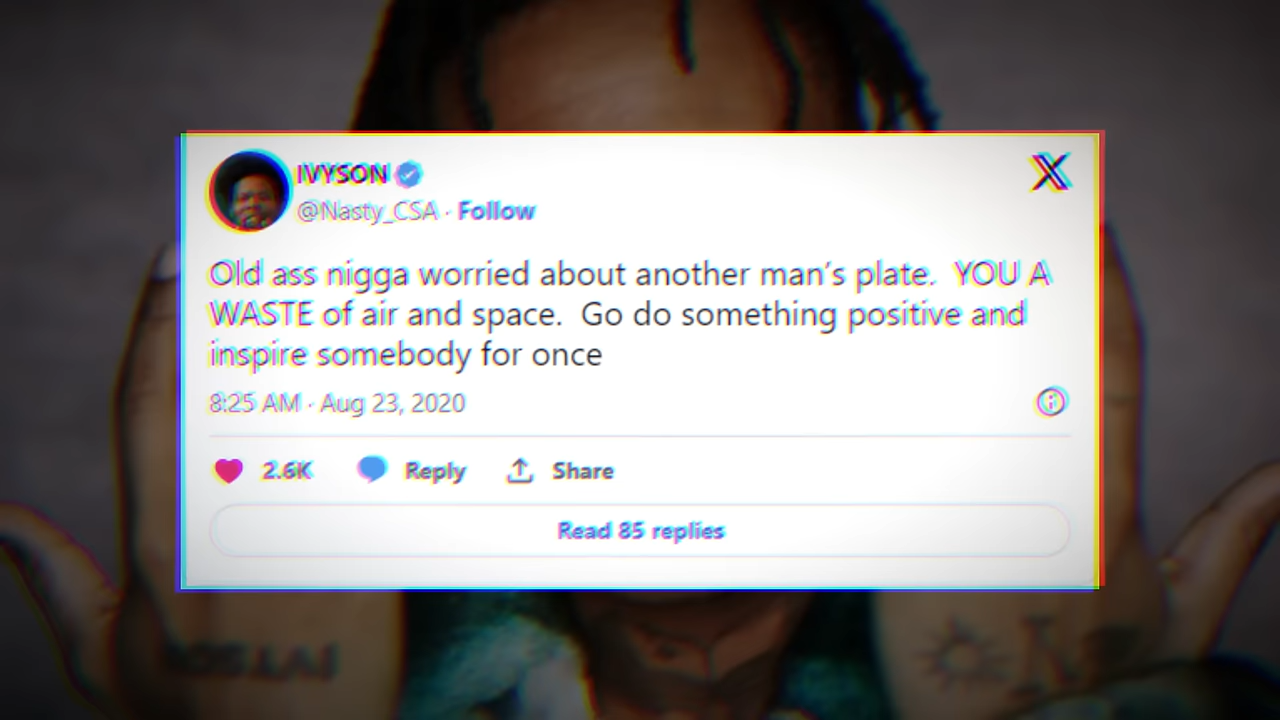 IVYSON
@Nasty_CSA · Follow
Old ass nigga worried about another man’s plate.  YOU A
WASTE of air and space.  Go do something positive and
inspire somebody for once
8:25 AM · Aug 23, 2020
2.6K Reply Share
Read 85 replies